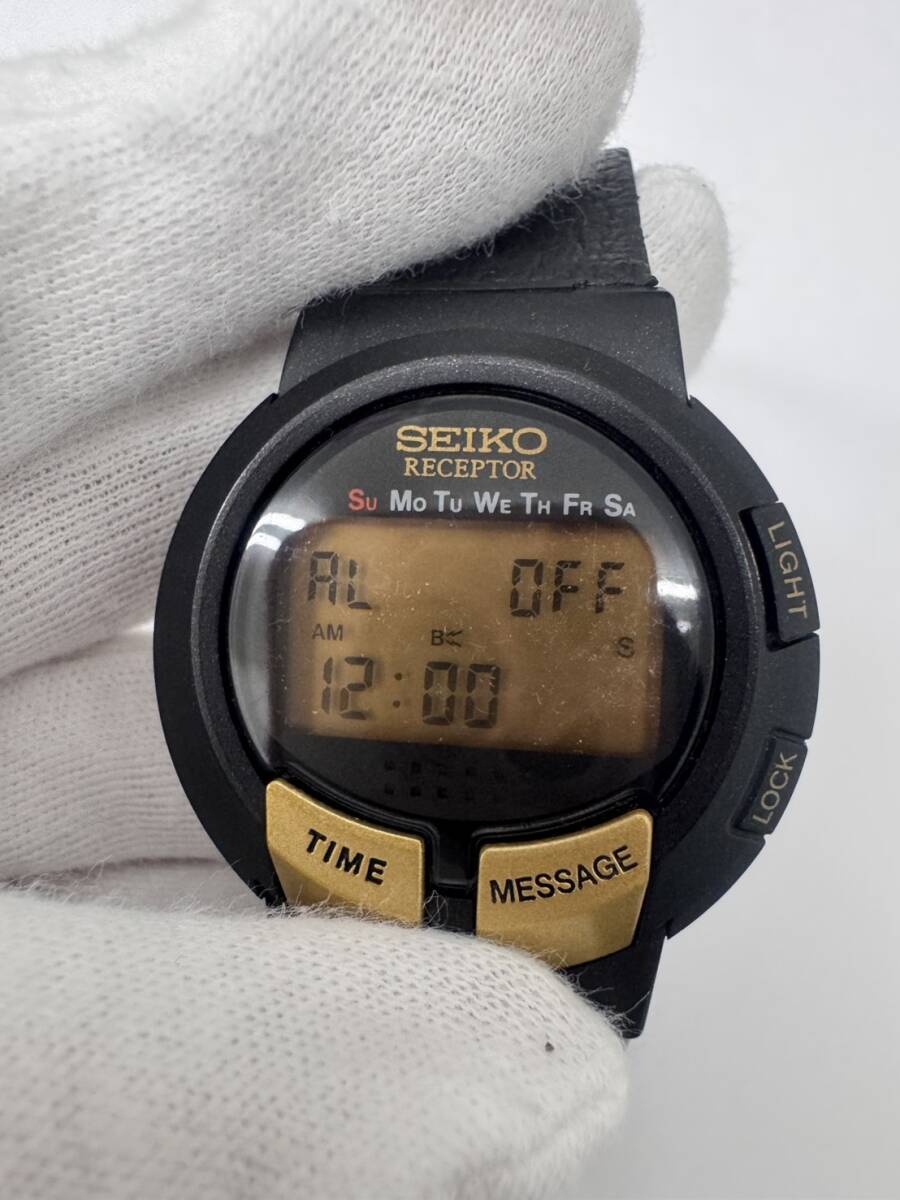 SEIKO
RECEPTOR
SU MO TU WE TH FR SA
AL OFF
AM B S
12:00
LIGHT
LOCK
TIME
MESSAGE